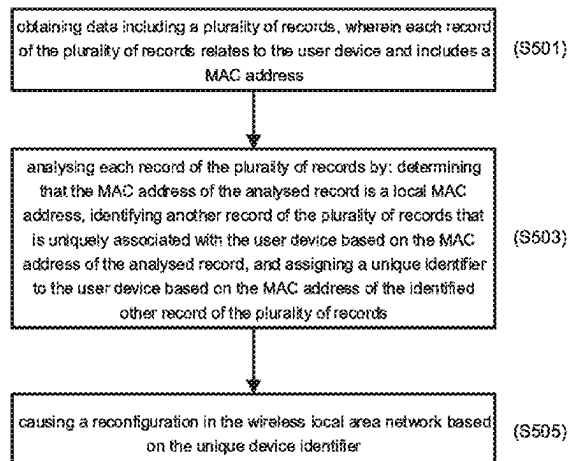 obtaining data including a plurality of records, wherein each record
of the plurality of records relates to the user device and includes a
MAC address
(S501)
analysing each record of the plurality of records by: determining
that the MAC address of the analysed record is a local MAC
address, identifying another record of the plurality of records that
is uniquely associated with the user device based on the MAC
address of the analysed record, and assigning a unique identifier
to the user device based on the MAC address of the identified
other record of the plurality of records
(S503)
causing a reconfiguration in the wireless local area network based
on the unique device identifier
(S505)